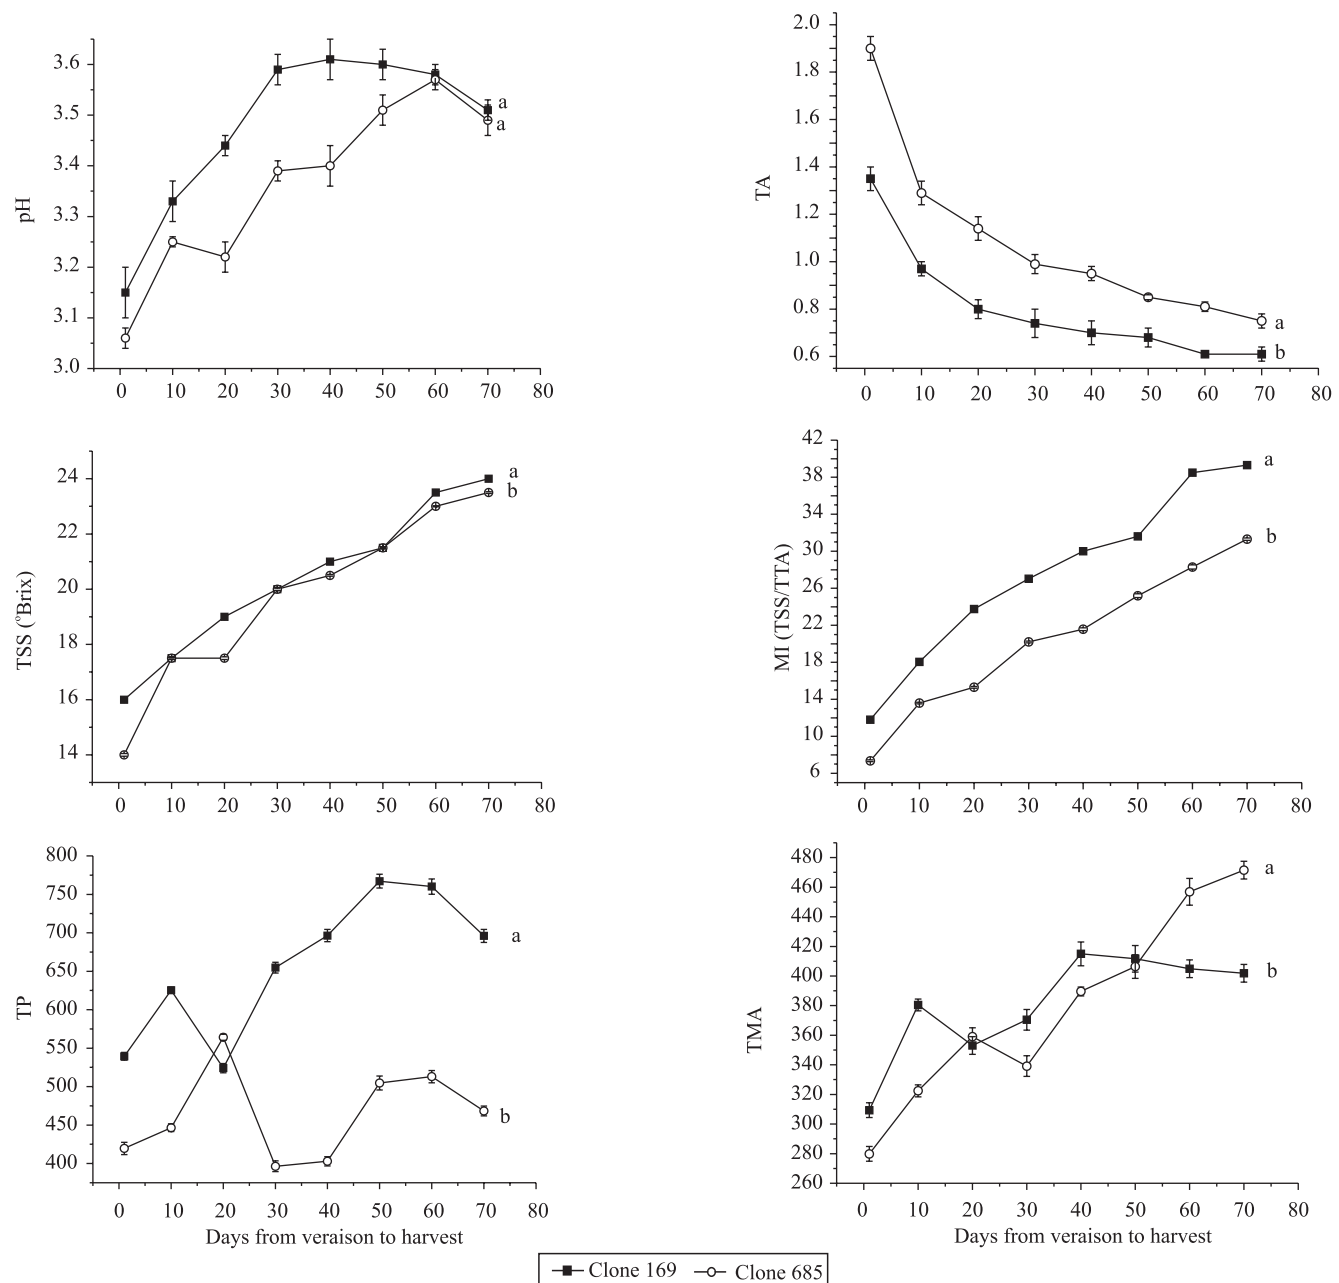 3.6
3.5
3.4
3.3
3.2
3.1
3.0
pH
a
a
0 10 20 30 40 50 60 70 80
2.0
1.8
1.6
1.4
1.2
1.0
0.8
0.6
TA
a
b
0 10 20 30 40 50 60 70 80
24
22
20
18
16
14
TSS (°Brix)
a
b
0 10 20 30 40 50 60 70 80
42
38
34
30
26
22
18
14
10
6
MI (TSS/TTA)
a
b
0 10 20 30 40 50 60 70 80
800
750
700
650
600
550
500
450
400
TP
a
b
0 10 20 30 40 50 60 70 80
Days from veraison to harvest
480
460
440
420
400
380
360
340
320
300
280
260
TMA
a
b
0 10 20 30 40 50 60 70 80
Days from veraison to harvest
Clone 169 Clone 685